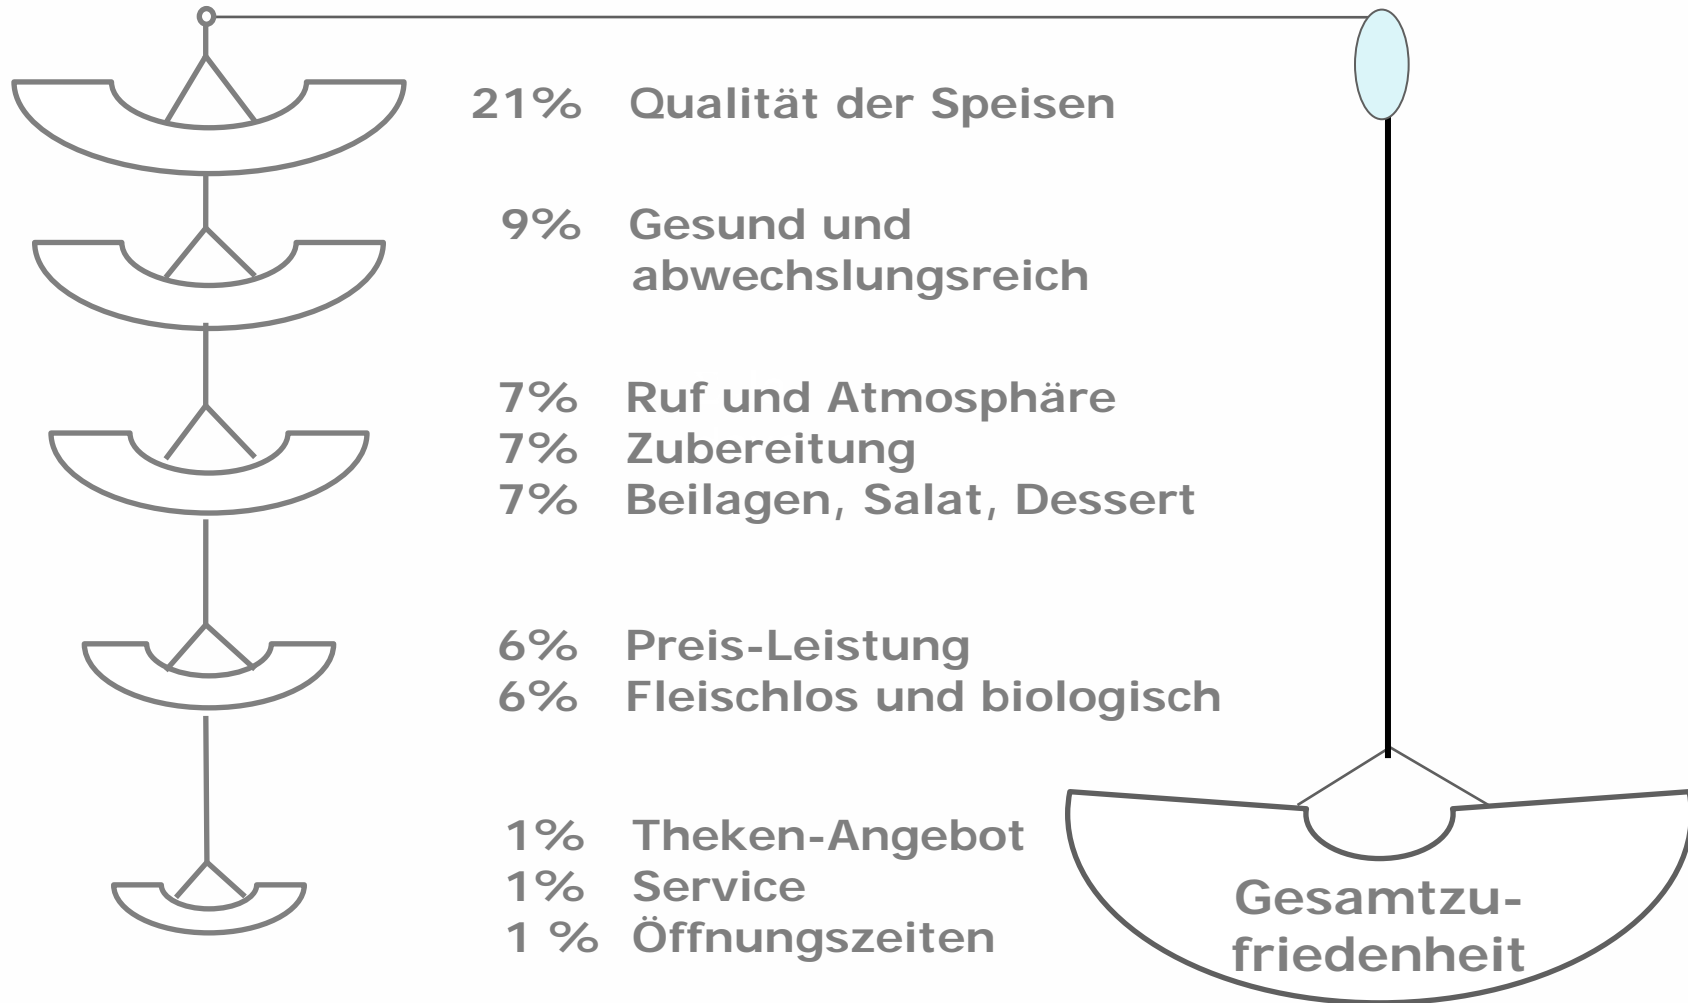 21% Qualität der Speisen
9% Gesund und
abwechslungsreich
7% Ruf und Atmosphäre
7% Zubereitung
7% Beilagen, Salat, Dessert
6% Preis-Leistung
6% Fleischlos und biologisch
1% Theken-Angebot
1% Service
1 % Öffnungszeiten
Gesamtzu-
friedenheit